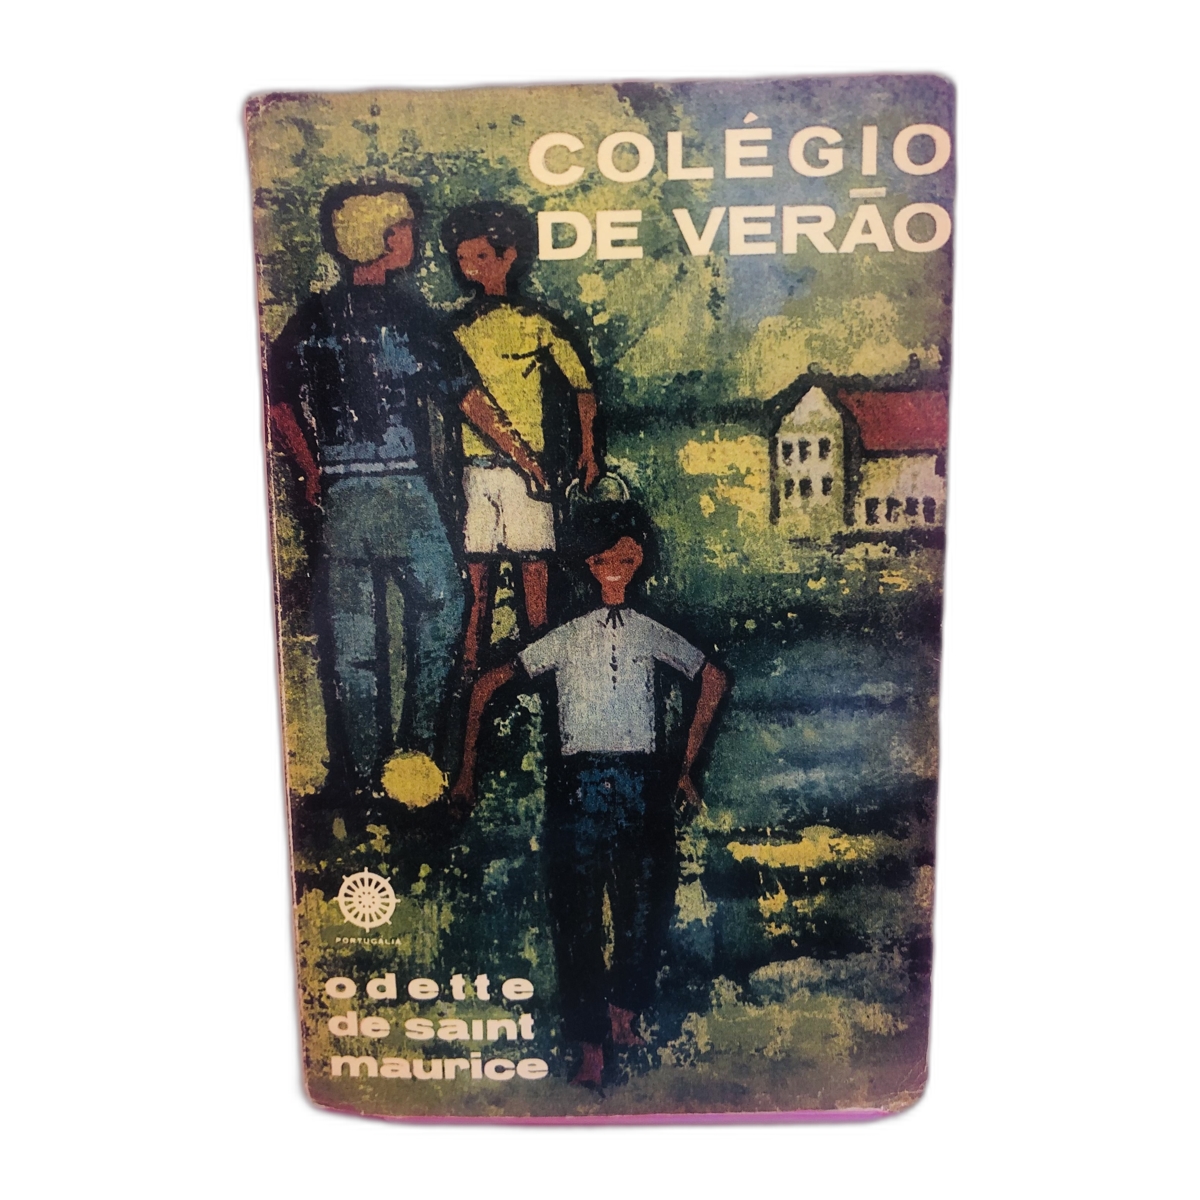 COLÉGIO
DE VERÃO
PORTUGÁLIA
odette
de saint
maurice